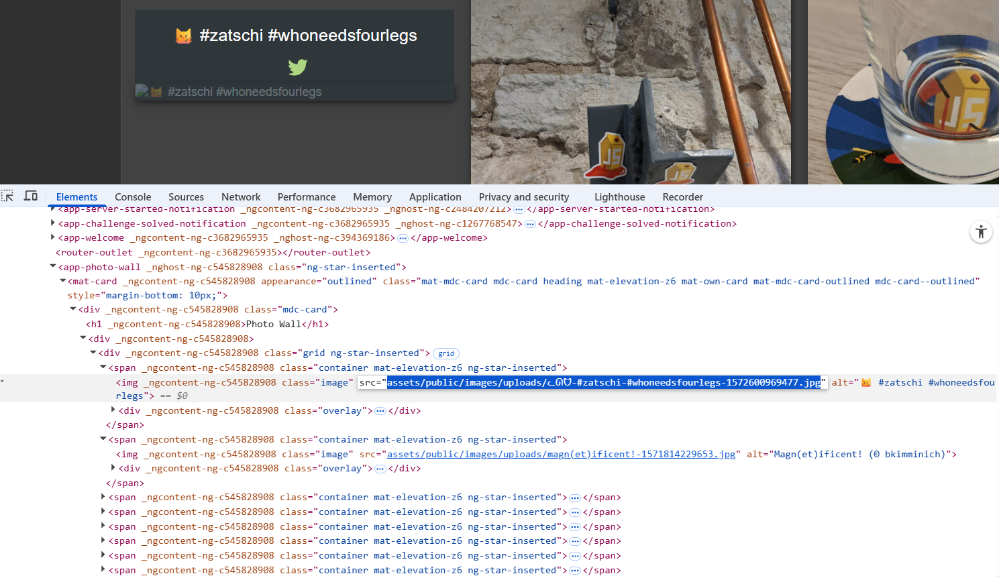 😼 #zatschi #whoneedsfourlegs
😼 #zatschi #whoneedsfourlegs
JS
JS
JS
Elements Console Sources Network Performance Memory Application Privacy and security Lighthouse Recorder
<app-server-started-notification _ngcontent-ng-c3682965935 _nghost-ng-c2484207212>…</app-server-started-notification>
<app-challenge-solved-notification _ngcontent-ng-c3682965935 _nghost-ng-c1267768547>…</app-challenge-solved-notification>
<app-welcome _ngcontent-ng-c3682965935 _nghost-ng-c394369186>…</app-welcome>
<router-outlet _ngcontent-ng-c3682965935></router-outlet>
<app-photo-wall _nghost-ng-c545828908 class="ng-star-inserted">
<mat-card _ngcontent-ng-c545828908 appearance="outlined" class="mat-mdc-card mdc-card heading mat-elevation-z6 mat-own-card mat-mdc-card-outlined mdc-card--outlined"
style="margin-bottom: 10px;">
<div _ngcontent-ng-c545828908 class="mdc-card">
<h1 _ngcontent-ng-c545828908>Photo Wall</h1>
<div _ngcontent-ng-c545828908>
<div _ngcontent-ng-c545828908 class="grid ng-star-inserted"> grid
<span _ngcontent-ng-c545828908 class="container mat-elevation-z6 ng-star-inserted">
<img _ngcontent-ng-c545828908 class="image" src="assets/public/images/uploads/ᓚᘏᗢ-#zatschi-#whoneedsfourlegs-1572600969477.jpg" alt="😼 #zatschi #whoneedsfou
rlegs"> == $0
<div _ngcontent-ng-c545828908 class="overlay">…</div>
</span>
<span _ngcontent-ng-c545828908 class="container mat-elevation-z6 ng-star-inserted">
<img _ngcontent-ng-c545828908 class="image" src="assets/public/images/uploads/magn(et)ificent!-1571814229653.jpg" alt="Magn(et)ificent! (© bkimminich)">
<div _ngcontent-ng-c545828908 class="overlay">…</div>
</span>
<span _ngcontent-ng-c545828908 class="container mat-elevation-z6 ng-star-inserted">…</span>
<span _ngcontent-ng-c545828908 class="container mat-elevation-z6 ng-star-inserted">…</span>
<span _ngcontent-ng-c545828908 class="container mat-elevation-z6 ng-star-inserted">…</span>
<span _ngcontent-ng-c545828908 class="container mat-elevation-z6 ng-star-inserted">…</span>
<span _ngcontent-ng-c545828908 class="container mat-elevation-z6 ng-star-inserted">…</span>
<span _ngcontent-ng-c545828908 class="container mat-elevation-z6 ng-star-inserted">…</span>